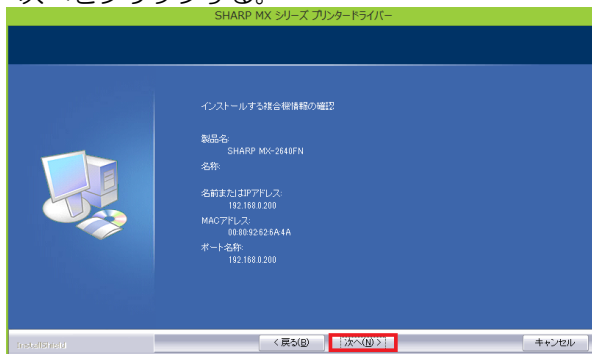 次へをクリックする。
SHARP MX シリーズ プリンタードライバー
インストールする複合機情報の確認
製品名:
SHARP MX-2640FN
名称:
名前またはIPアドレス:
192.168.0.200
MACアドレス:
00:80:92:62:6A:4A
ポート名称:
192.168.0.200
InstallShield
< 戻る(B)
次へ(N) >
キャンセル